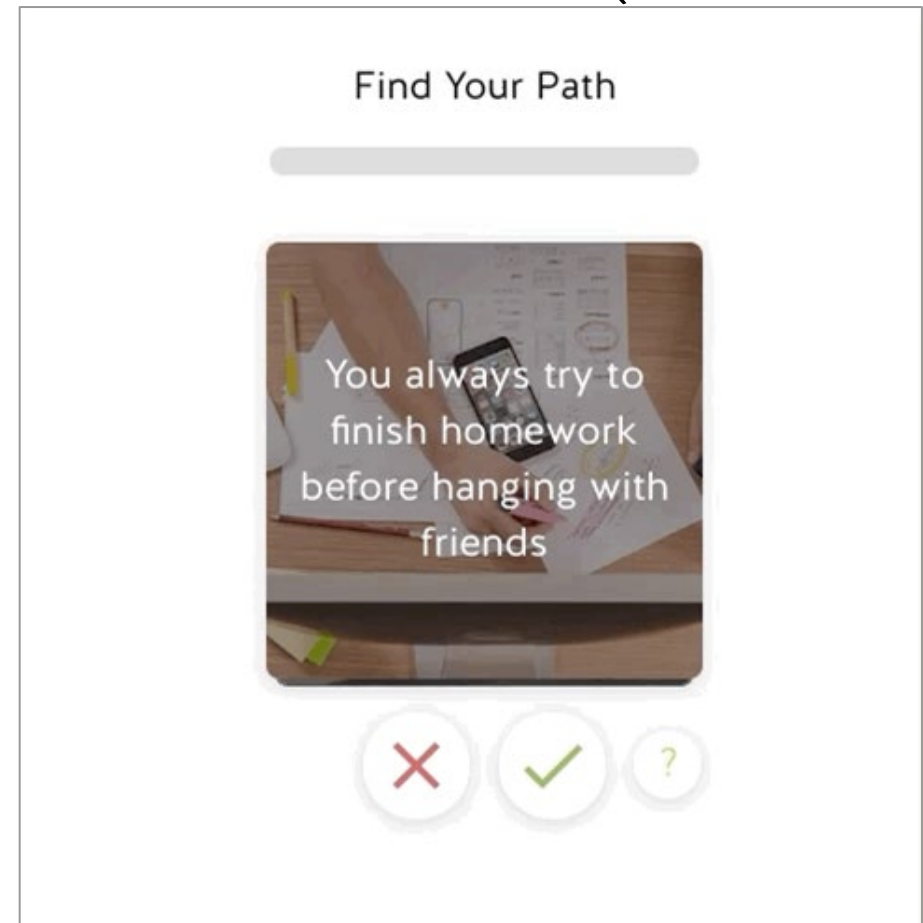 Find Your Path
You always try to
finish homework
before hanging with
friends
?